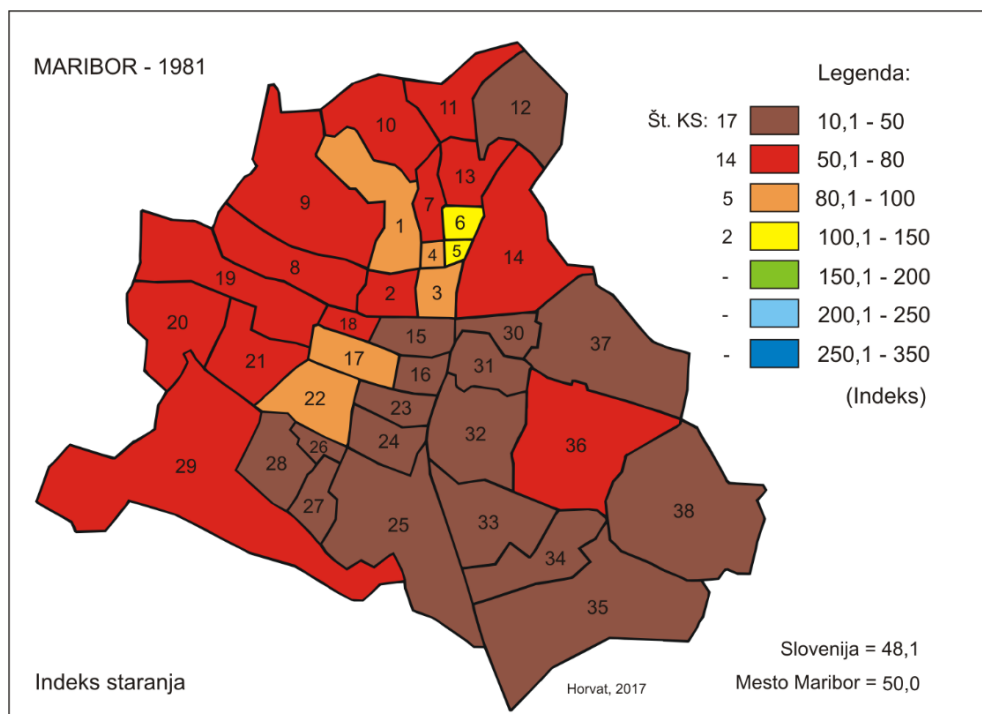 MARIBOR - 1981
Legenda:
Št. KS: 17 10,1 - 50
14 50,1 - 80
5 80,1 - 100
2 100,1 - 150
- 150,1 - 200
- 200,1 - 250
- 250,1 - 350
(Indeks)
11
12
10
13
9
7
1
6
4
5
14
8
19
2
3
20
18
15
30
37
21
17
16
31
22
23
32
36
29
28
26
24
27
25
33
34
38
35
Slovenija = 48,1
Indeks staranja
Horvat, 2017
Mesto Maribor = 50,0